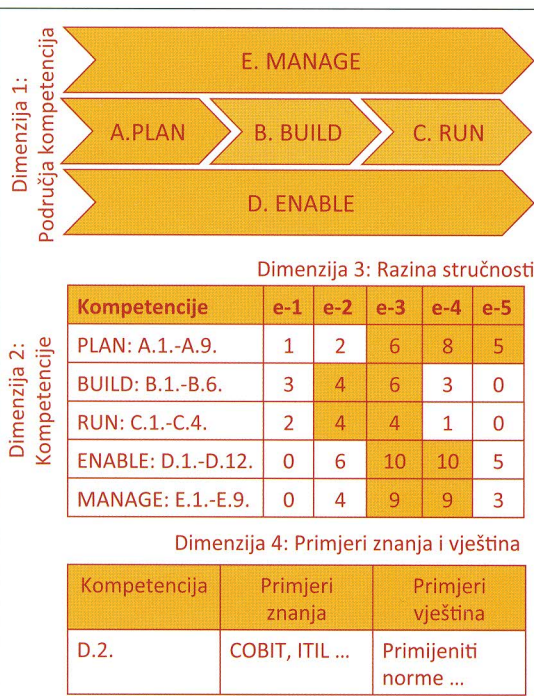 Dimenzija 1:
Područja kompetencija
E. MANAGE
A.PLAN
B. BUILD
C. RUN
D. ENABLE
Dimenzija 3: Razina stručnosti
Dimenzija 2:
Kompetencije
Kompetencije e-1 e-2 e-3 e-4 e-5
PLAN: A.1.-A.9. 1 2 6 8 5
BUILD: B.1.-B.6. 3 4 6 3 0
RUN: C.1.-C.4. 2 4 4 1 0
ENABLE: D.1.-D.12. 0 6 10 10 5
MANAGE: E.1.-E.9. 0 4 9 9 3
Dimenzija 4: Primjeri znanja i vještina
Kompetencija Primjeri Primjeri
znanja vještina
D.2. COBIT, ITIL ... Primijeniti
norme ...